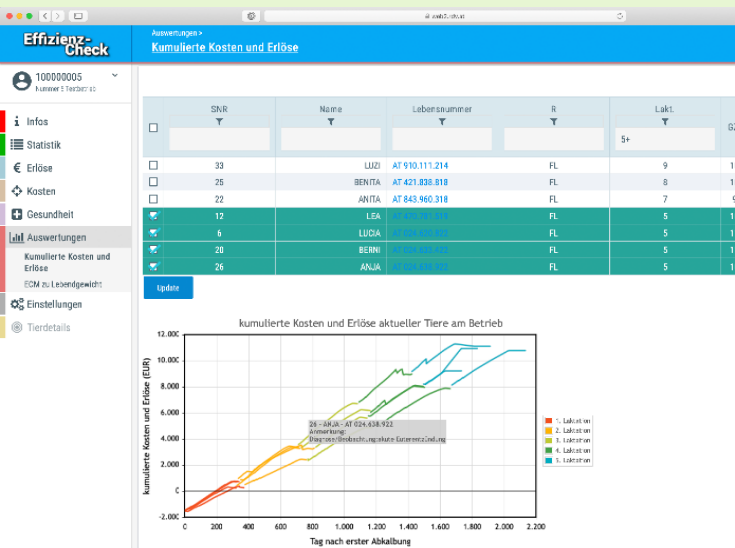 Effizienz-
Check
Auswertungen >
Kumulierte Kosten und Erlöse
100000005
Infos
Statistik
Erlöse
Kosten
Gesundheit
Auswertungen
Kumulierte Kosten und
Erlöse
ECM zu Lebendgewicht
Einstellungen
Tierdetails
SNR Name Lebensnummer R Lakt.
5+
33 LUZI AT 910.111.214 FL 9
25 BENITA AT 421.838.818 FL 8
22 ANITA AT 843.960.318 FL 7
12 LEA FL 5
6 LUCIA FL 5
20 BERNI FL 5
26 ANJA FL 5
Update
kumulierte Kosten und Erlöse aktueller Tiere am Betrieb
kumulierte Kosten und Erlöse (EUR)
12.000
10.000
8.000
6.000
4.000
2.000
0
-2.000
26 - ANJA - AT 024.638.922
Anmerkung:
Diagnose/Beobachtung:akute Euterentzündung
1. Laktation
2. Laktation
3. Laktation
4. Laktation
5. Laktation
0 200 400 600 800 1.000 1.200 1.400 1.600 1.800 2.000 2.200
Tag nach erster Abkalbung